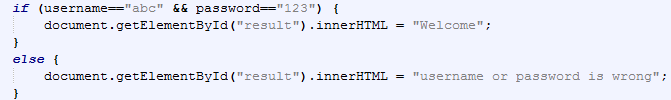 if (username=="abc" && password=="123") {
    document.getElementById("result").innerHTML = "Welcome";
}
else {
    document.getElementById("result").innerHTML = "username or password is wrong";
}